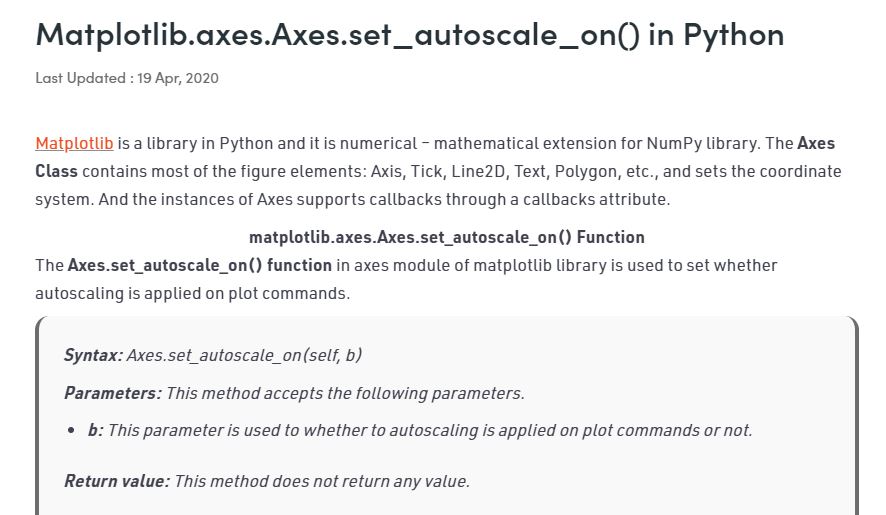 Matplotlib.axes.Axes.set_autoscale_on() in Python
Last Updated : 19 Apr, 2020
Matplotlib is a library in Python and it is numerical – mathematical extension for NumPy library. The Axes
Class contains most of the figure elements: Axis, Tick, Line2D, Text, Polygon, etc., and sets the coordinate
system. And the instances of Axes supports callbacks through a callbacks attribute.
matplotlib.axes.Axes.set_autoscale_on() Function
The Axes.set_autoscale_on() function in axes module of matplotlib library is used to set whether
autoscaling is applied on plot commands.
Syntax: Axes.set_autoscale_on(self, b)
Parameters: This method accepts the following parameters.
• b: This parameter is used to whether to autoscaling is applied on plot commands or not.
Return value: This method does not return any value.